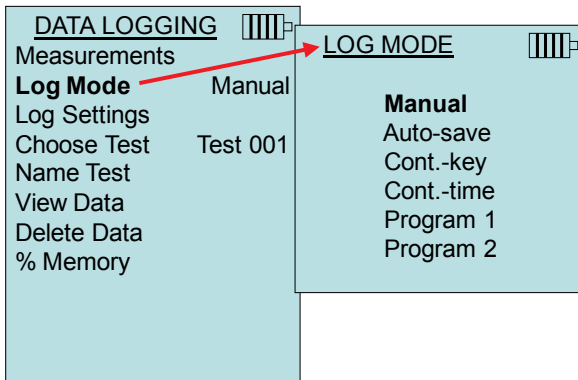 DATA LOGGING
Measurements
Log Mode Manual
Log Settings
Choose Test Test 001
Name Test
View Data
Delete Data
% Memory
LOG MODE
Manual
Auto-save
Cont.-key
Cont.-time
Program 1
Program 2